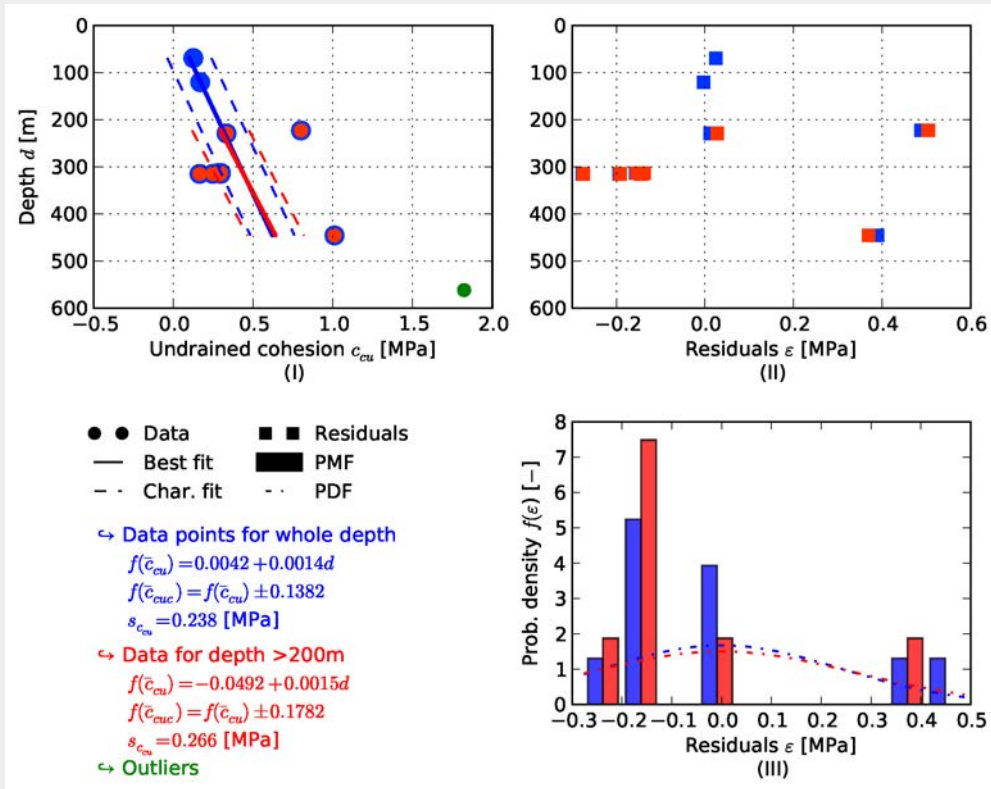 0
100
200
300
400
500
600
Depth d [m]
−0.5 0.0 0.5 1.0 1.5 2.0
Undrained cohesion c_cu [MPa]
(I)
0
100
200
300
400
500
600
−0.2 0.0 0.2 0.4 0.6
Residuals ε [MPa]
(II)
Data
Residuals
Best fit
PMF
Char. fit
PDF
↪ Data points for whole depth
f(c̄_cu) = 0.0042 + 0.0014d
f(c̄_cuc) = f(c̄_cu) ± 0.1382
s_c_cu = 0.238 [MPa]
↪ Data for depth >200m
f(c̄_cu) = −0.0492 + 0.0015d
f(c̄_cuc) = f(c̄_cu) ± 0.1782
s_c_cu = 0.266 [MPa]
↪ Outliers
8
7
6
5
4
3
2
1
0
Prob. density f(ε) [−]
−0.3 −0.2 −0.1 0.0 0.1 0.2 0.3 0.4 0.5
Residuals ε [MPa]
(III)